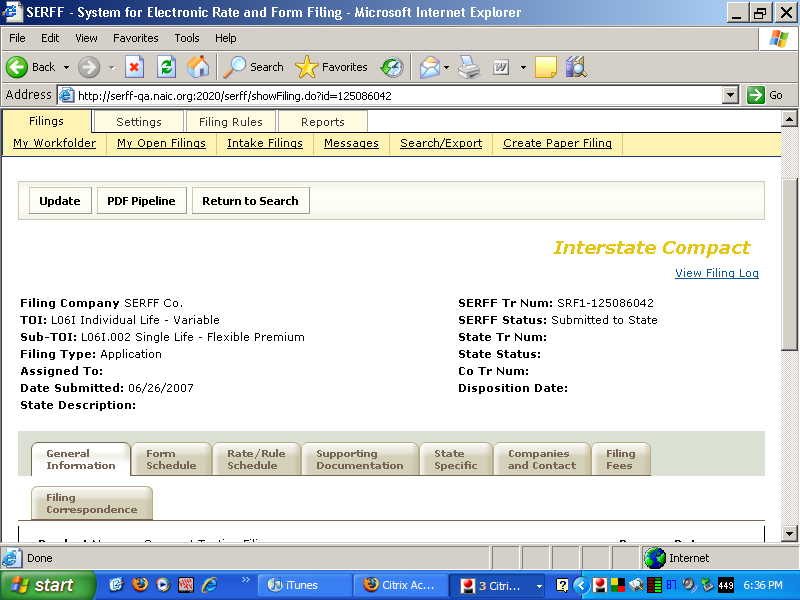 SERFF - System for Electronic Rate and Form Filing - Microsoft Internet Explorer
File Edit View Favorites Tools Help
Back Search Favorites
Address http://serff-qa.naic.org:2020/serff/showFiling.do?id=125086042 Go
Filings Settings Filing Rules Reports
My Workfolder My Open Filings Intake Filings Messages Search/Export Create Paper Filing
Update PDF Pipeline Return to Search
Interstate Compact
View Filing Log
Filing Company SERFF Co. SERFF Tr Num: SRF1-125086042
TOI: L06I Individual Life - Variable SERFF Status: Submitted to State
Sub-TOI: L06I.002 Single Life - Flexible Premium State Tr Num:
Filing Type: Application State Status:
Assigned To: Co Tr Num:
Date Submitted: 06/26/2007 Disposition Date:
State Description:
General Information Form Schedule Rate/Rule Schedule Supporting Documentation State Specific Companies and Contact Filing Fees
Filing Correspondence
Done Internet
start iTunes Citrix Ac... 3 Citri... 449 6:36 PM